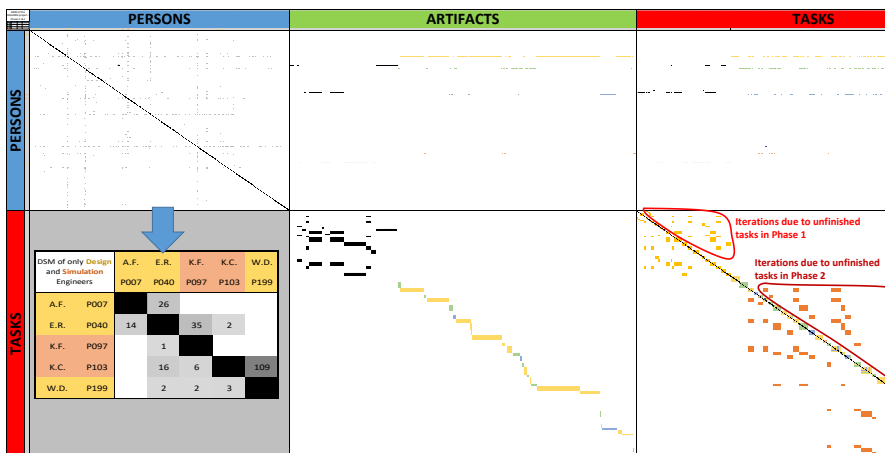 PERSONS
ARTIFACTS
TASKS
PERSONS
TASKS
Iterations due to unfinished
tasks in Phase 1
Iterations due to unfinished
tasks in Phase 2
DSM of only Design
and Simulation
Engineers
A.F. E.R. K.F. K.C. W.D.
P007 P040 P097 P103 P199
A.F. P007 26
E.R. P040 14 35 2
K.F. P097 1
K.C. P103 16 6 109
W.D. P199 2 2 3